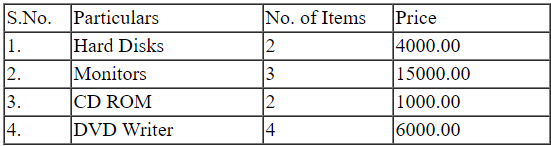 S.No. Particulars No. of Items Price
1. Hard Disks 2 4000.00
2. Monitors 3 15000.00
3. CD ROM 2 1000.00
4. DVD Writer 4 6000.00